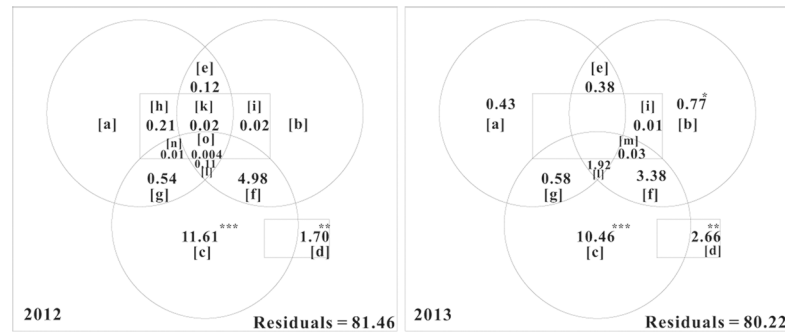 [e]
0.12
[h] [k] [i]
[a] 0.21 0.02 0.02 [b]
[n] [o]
0.01 0.004
0.11
[l]
0.54 4.98
[g] [f]
11.61***
[c]
**
1.70
[d]
2012
Residuals = 81.46
[e]
0.38
0.43 [i] 0.77*
[a] 0.01 [b]
[m]
0.03
1.92
[l]
0.58 3.38
[g] [f]
10.46***
[c]
**
2.66
[d]
2013
Residuals = 80.22